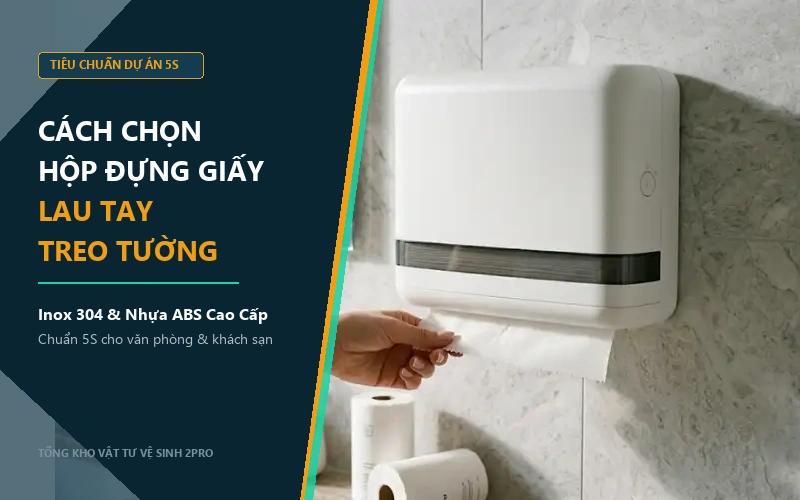 TIÊU CHUẨN DỰ ÁN 5S
CÁCH CHỌN
HỘP ĐỰNG GIẤY
LAU TAY
TREO TƯỜNG
Inox 304 & Nhựa ABS Cao Cấp
Chuẩn 5S cho văn phòng & khách sạn
TỔNG KHO VẬT TƯ VỆ SINH 2PRO